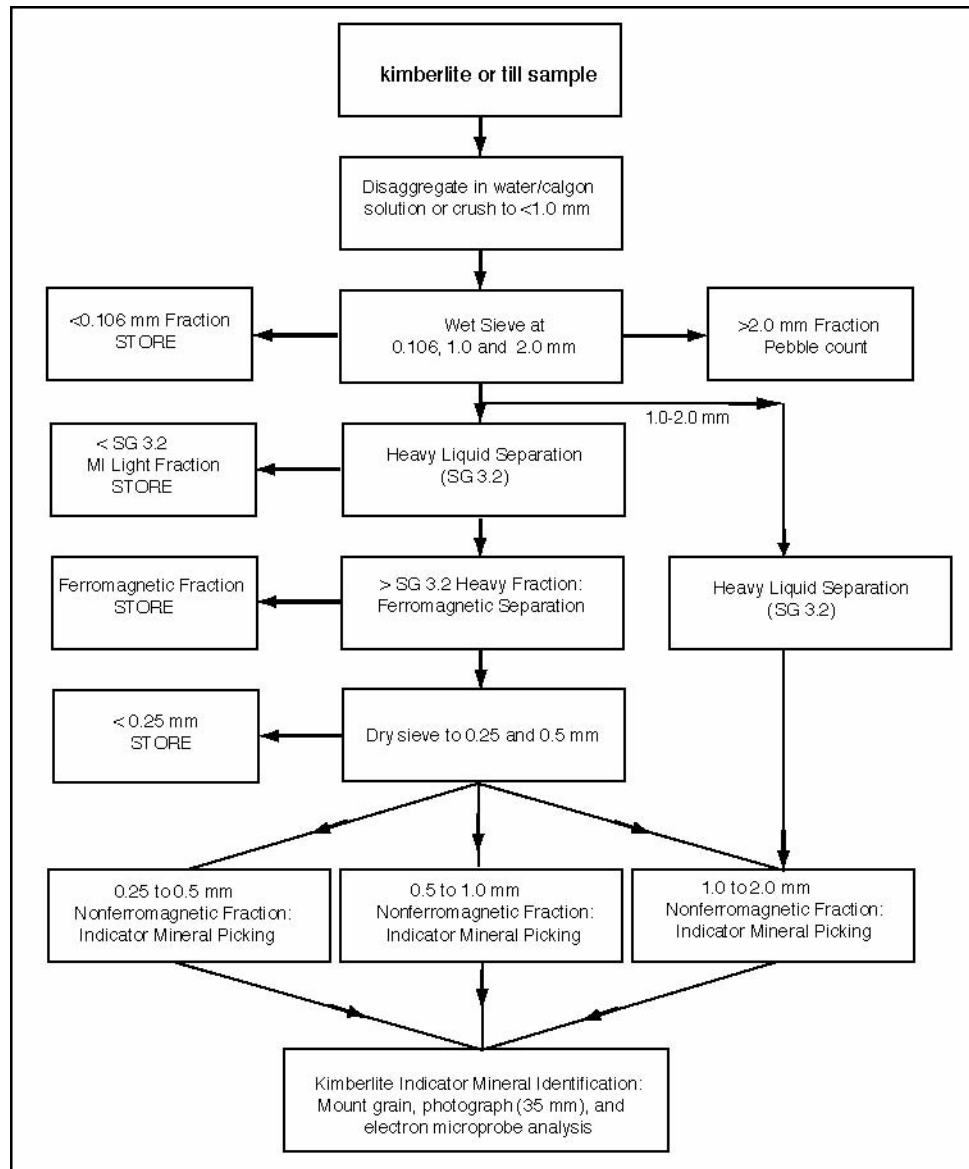 kimberlite or till sample
Disaggregate in water/calgon
solution or crush to <1.0 mm
<0.106 mm Fraction
STORE
Wet Sieve at
0.106, 1.0 and 2.0 mm
>2.0 mm Fraction
Pebble count
1.0-2.0 mm
< SG 3.2
MI Light Fraction
STORE
Heavy Liquid Separation
(SG 3.2)
Ferromagnetic Fraction
STORE
> SG 3.2 Heavy Fraction:
Ferromagnetic Separation
Heavy Liquid Separation
(SG 3.2)
< 0.25 mm
STORE
Dry sieve to 0.25 and 0.5 mm
0.25 to 0.5 mm
Nonferromagnetic Fraction:
Indicator Mineral Picking
0.5 to 1.0 mm
Nonferromagnetic Fraction:
Indicator Mineral Picking
1.0 to 2.0 mm
Nonferromagnetic Fraction:
Indicator Mineral Picking
Kimberlite Indicator Mineral Identification:
Mount grain, photograph (35 mm), and
electron microprobe analysis